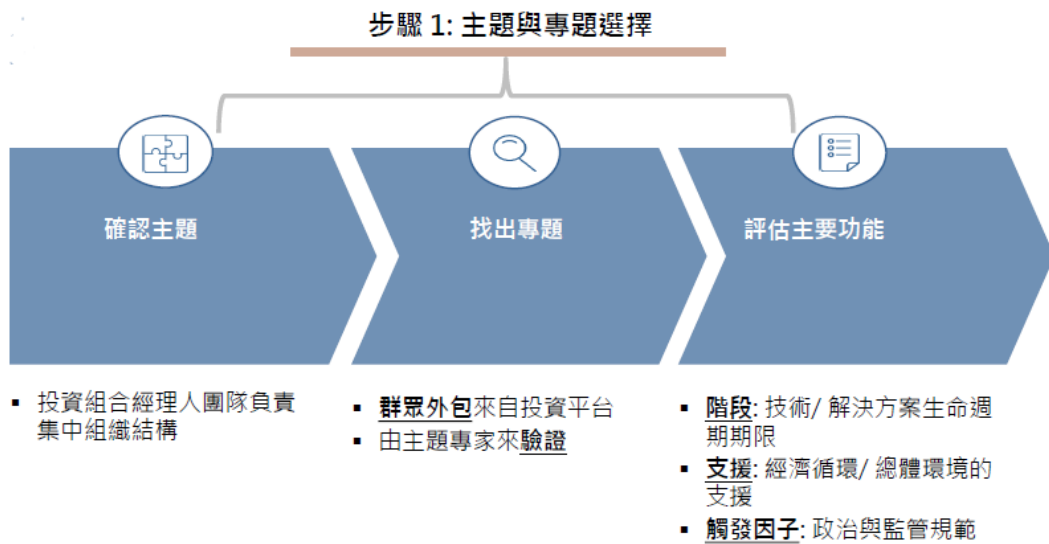 步驟 1: 主題與專題選擇
確認主題
找出專題
評估主要功能
▪ 投資組合經理人團隊負責
集中組織結構
▪ 群眾外包來自投資平台
▪ 由主題專家來驗證
▪ 階段: 技術/ 解決方案生命週
期期限
▪ 支援: 經濟循環/ 總體環境的
支援
▪ 觸發因子: 政治與監管規範